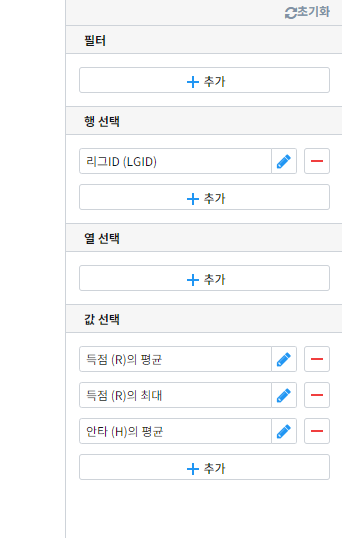 초기화
필터
추가
행 선택
리그ID (LGID)
추가
열 선택
추가
값 선택
득점 (R)의 평균
득점 (R)의 최대
안타 (H)의 평균
추가